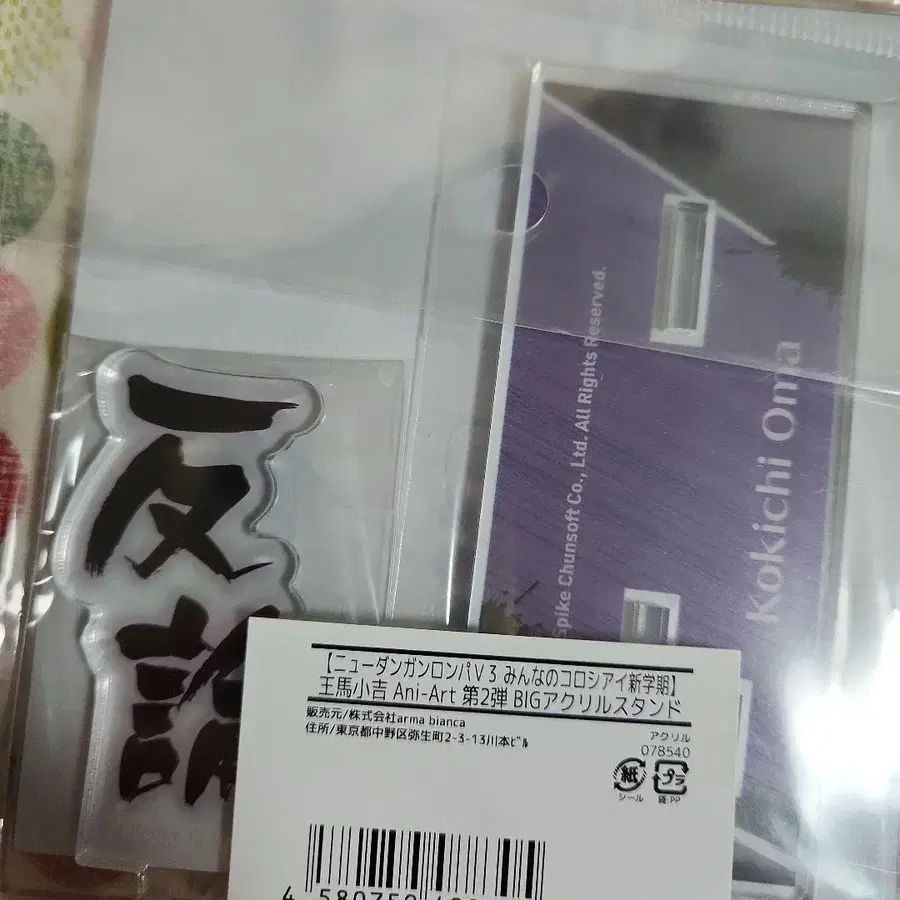 反論
Spike Chunsoft Co., Ltd. All Rights Reserved.
Kokichi Oma
【ニューダンガンロンパV3 みんなのコロシアイ新学期】
王馬小吉 Ani-Art 第2弾 BIGアクリルスタンド
販売元/株式会社arma bianca
住所/東京都中野区弥生町2-3-13川本ビル
アクリル
078540
紙
プラ
シール
袋:PP
4 580750